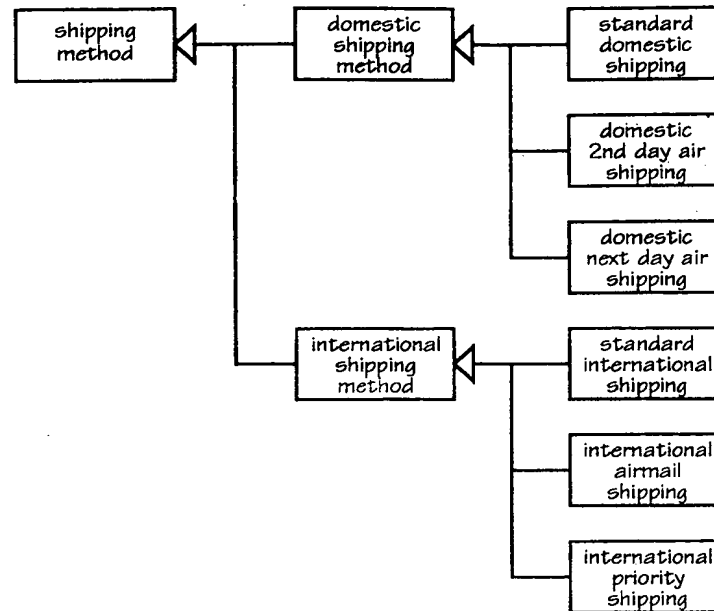 shipping
method
domestic
shipping
method
standard
domestic
shipping
domestic
2nd day air
shipping
domestic
next day air
shipping
international
shipping
method
standard
international
shipping
international
airmail
shipping
international
priority
shipping